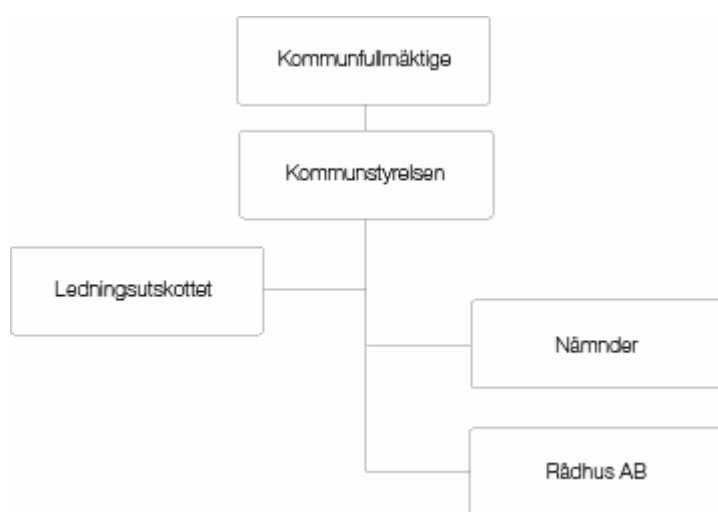 Kommunfullmäktige
Kommunstyrelsen
Ledningsutskottet
Nämnder
Rådhus AB